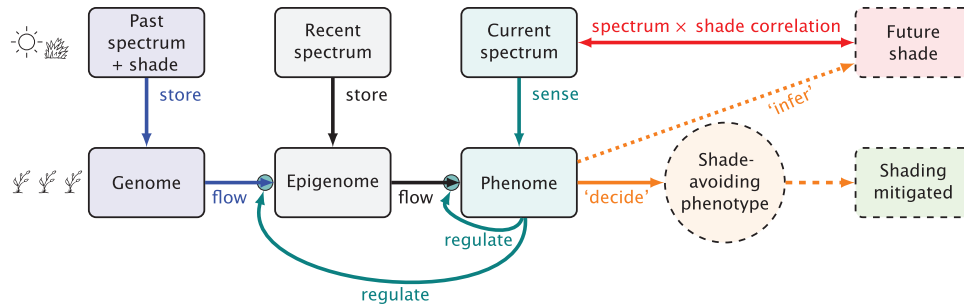 Past
spectrum
+ shade
Recent
spectrum
Current
spectrum
spectrum × shade correlation
Future
shade
store
store
sense
'infer'
Genome
flow
Epigenome
flow
Phenome
'decide'
Shade-
avoiding
phenotype
Shading
mitigated
regulate
regulate